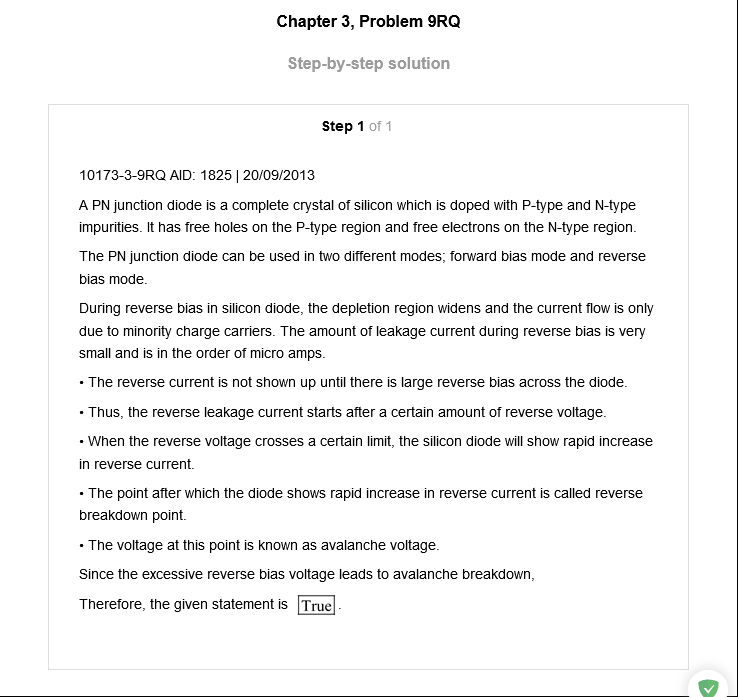 Chapter 3, Problem 9RQ
Step-by-step solution
Step 1 of 1
10173-3-9RQ AID: 1825 | 20/09/2013
A PN junction diode is a complete crystal of silicon which is doped with P-type and N-type
impurities. It has free holes on the P-type region and free electrons on the N-type region.
The PN junction diode can be used in two different modes; forward bias mode and reverse
bias mode.
During reverse bias in silicon diode, the depletion region widens and the current flow is only
due to minority charge carriers. The amount of leakage current during reverse bias is very
small and is in the order of micro amps.
• The reverse current is not shown up until there is large reverse bias across the diode.
• Thus, the reverse leakage current starts after a certain amount of reverse voltage.
• When the reverse voltage crosses a certain limit, the silicon diode will show rapid increase
in reverse current.
• The point after which the diode shows rapid increase in reverse current is called reverse
breakdown point.
• The voltage at this point is known as avalanche voltage.
Since the excessive reverse bias voltage leads to avalanche breakdown,
Therefore, the given statement is True.